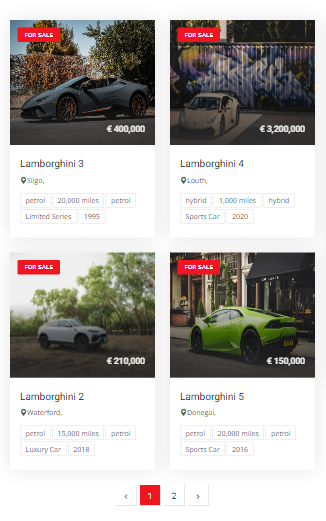 FOR SALE
€ 400,000
Lamborghini 3
Sligo,
petrol 20,000 miles petrol
Limited Series 1995
FOR SALE
€ 3,200,000
Lamborghini 4
Louth,
hybrid 1,000 miles hybrid
Sports Car 2020
FOR SALE
€ 210,000
Lamborghini 2
Waterford,
petrol 15,000 miles petrol
Luxury Car 2018
FOR SALE
€ 150,000
Lamborghini 5
Donegal,
petrol 20,000 miles petrol
Sports Car 2016
‹ 1 2 ›